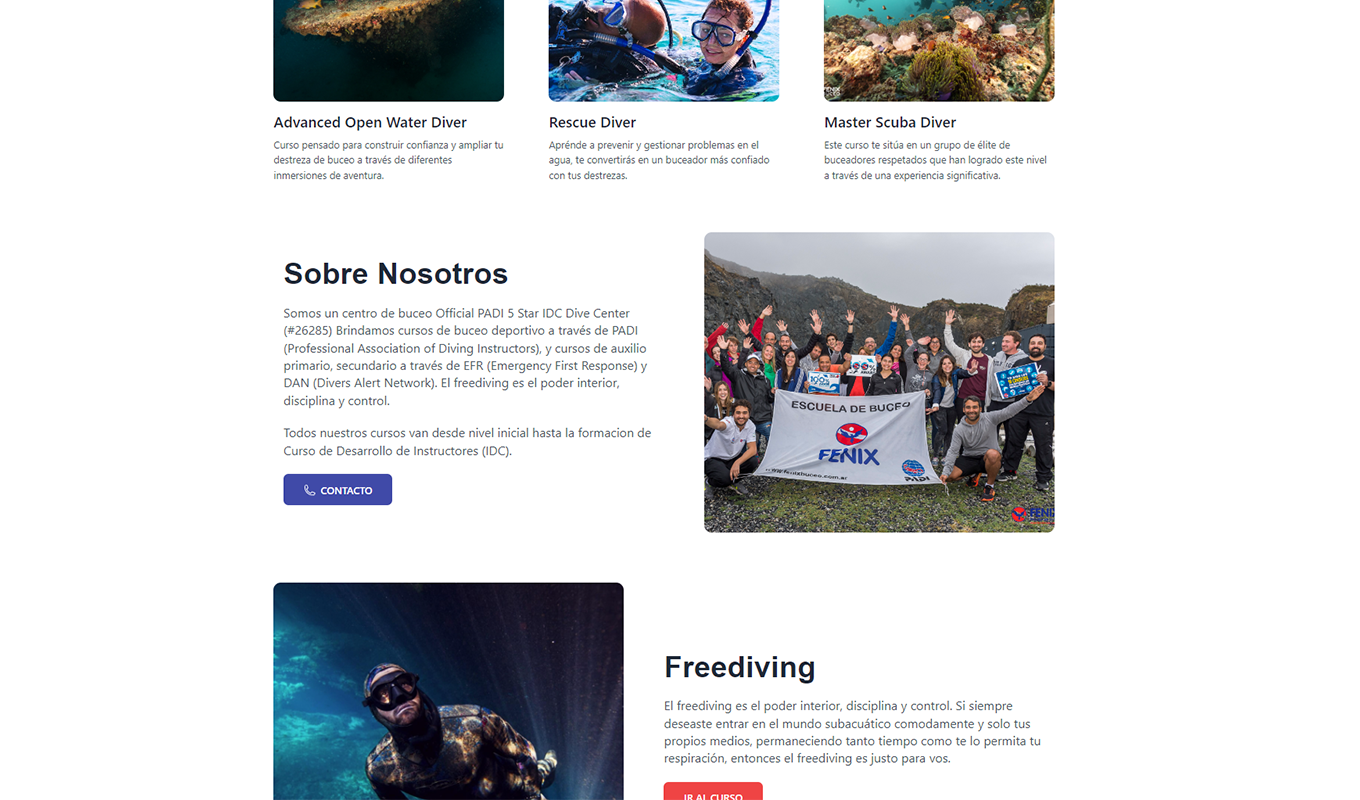 Advanced Open Water Diver
Curso pensado para construir confianza y ampliar tu
destreza de buceo a través de diferentes
inmersiones de aventura.
Rescue Diver
Aprénde a prevenir y gestionar problemas en el
agua, te convertirás en un buceador más confiado
con tus destrezas.
Master Scuba Diver
Este curso te sitúa en un grupo de élite de
buceadores respetados que han logrado este nivel
a través de una experiencia significativa.
Sobre Nosotros
Somos un centro de buceo Official PADI 5 Star IDC Dive Center
(#26285) Brindamos cursos de buceo deportivo a través de PADI
(Professional Association of Diving Instructors), y cursos de auxilio
primario, secundario a través de EFR (Emergency First Response) y
DAN (Divers Alert Network). El freediving es el poder interior,
disciplina y control.
Todos nuestros cursos van desde nivel inicial hasta la formacion de
Curso de Desarrollo de Instructores (IDC).
CONTACTO
100%
ESCUELA DE BUCEO
FENIX
www.fenixbuceo.com.ar
PADI
FENI
Freediving
El freediving es el poder interior, disciplina y control. Si siempre
deseaste entrar en el mundo subacuático comodamente y solo tus
propios medios, permaneciendo tanto tiempo como te lo permita tu
respiración, entonces el freediving es justo para vos.
IR AL CURSO